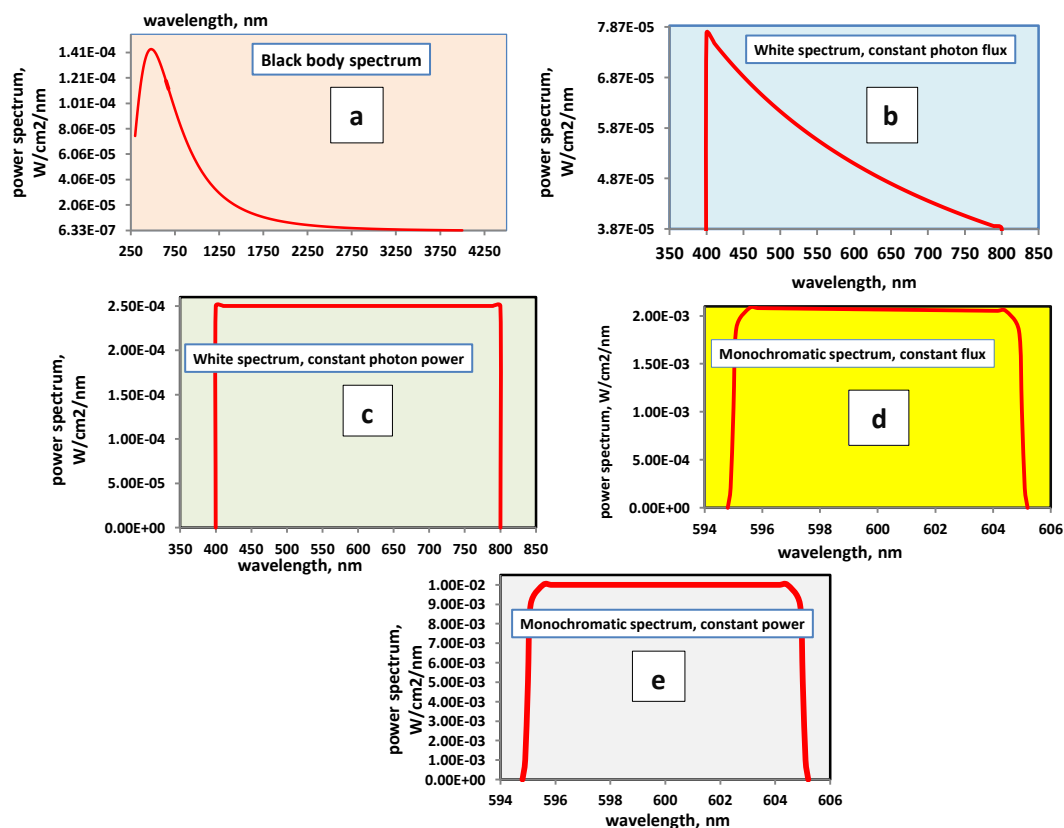 wavelength, nm
power spectrum,
W/cm2/nm
1.41E-04
1.21E-04
1.01E-04
8.06E-05
6.06E-05
4.06E-05
2.06E-05
6.33E-07
Black body spectrum
a
250 750 1250 1750 2250 2750 3250 3750 4250
power spectrum,
W/cm2/nm
7.87E-05
6.87E-05
5.87E-05
4.87E-05
3.87E-05
White spectrum, constant photon flux
b
350 400 450 500 550 600 650 700 750 800 850
wavelength, nm
power spectrum,
W/cm2/nm
2.50E-04
2.00E-04
1.50E-04
1.00E-04
5.00E-05
0.00E+00
White spectrum, constant photon power
c
350 400 450 500 550 600 650 700 750 800 850
wavelength, nm
power spectrum, W/cm2/nm
2.00E-03
1.50E-03
1.00E-03
5.00E-04
0.00E+00
Monochromatic spectrum, constant flux
d
594 596 598 600 602 604 606
wavelength, nm
power spectrum,
W/cm2/nm
1.00E-02
9.00E-03
8.00E-03
7.00E-03
6.00E-03
5.00E-03
4.00E-03
3.00E-03
2.00E-03
1.00E-03
0.00E+00
Monochromatic spectrum, constant power
e
594 596 598 600 602 604 606
wavelength, nm